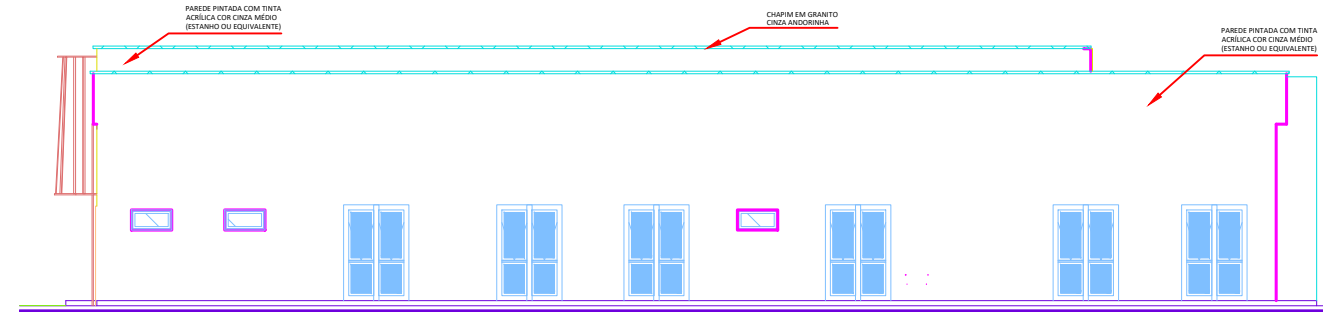 PAREDE PINTADA COM TINTA
ACRÍLICA COR CINZA MÉDIO
(ESTANHO OU EQUIVALENTE)
CHAPIM EM GRANITO
CINZA ANDORINHA
PAREDE PINTADA COM TINTA
ACRÍLICA COR CINZA MÉDIO
(ESTANHO OU EQUIVALENTE)